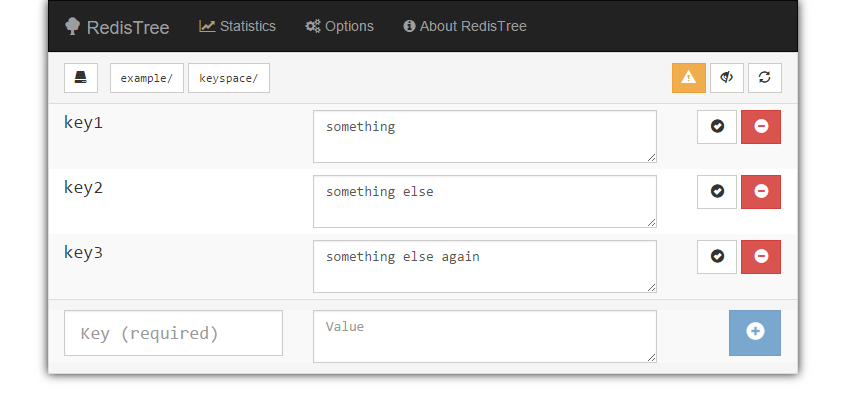 RedisTree Statistics Options About RedisTree
example/ keyspace/
key1 something
key2 something else
key3 something else again
Key (required) Value